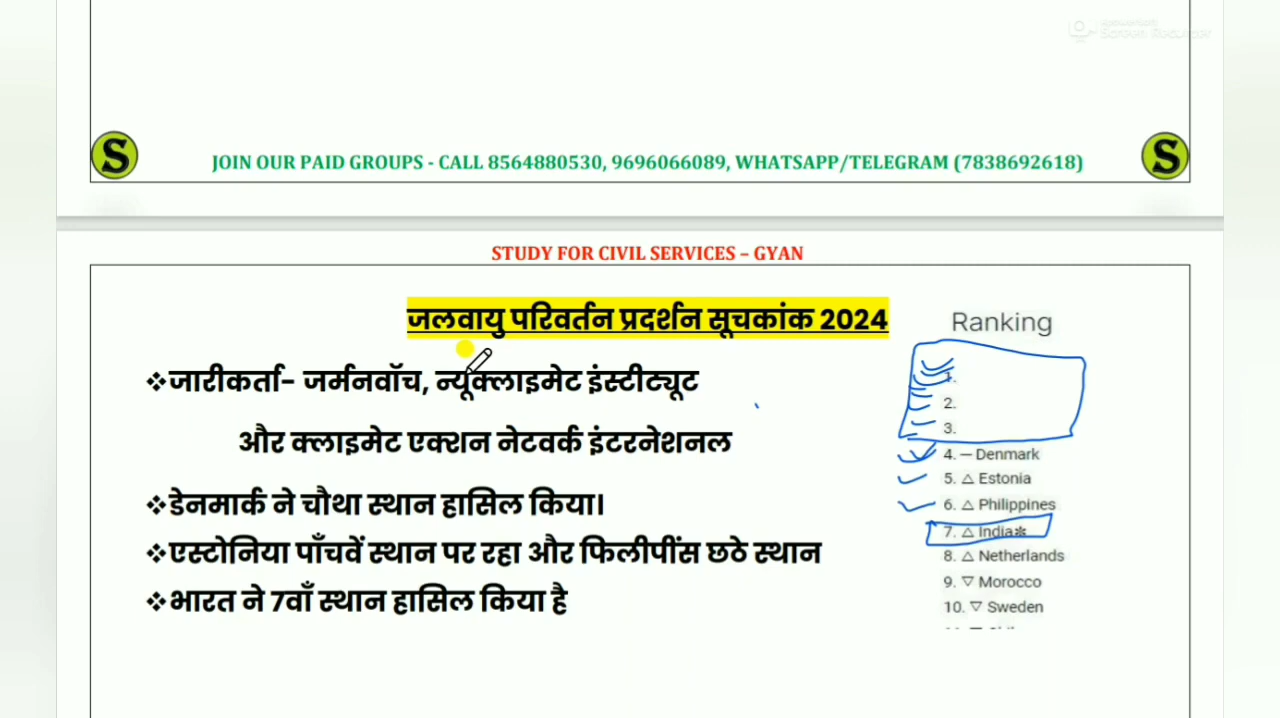 Screen Recorder
S
JOIN OUR PAID GROUPS - CALL 8564880530, 9696066089, WHATSAPP/TELEGRAM (7838692618)
S
STUDY FOR CIVIL SERVICES – GYAN
जलवायु परिवर्तन प्रदर्शन सूचकांक 2024
❖जारीकर्ता- जर्मनवॉच, न्यूक्लाइमेट इंस्टीट्यूट
और क्लाइमेट एक्शन नेटवर्क इंटरनेशनल
❖डेनमार्क ने चौथा स्थान हासिल किया।
❖एस्टोनिया पाँचवें स्थान पर रहा और फिलीपींस छठे स्थान
❖भारत ने 7वाँ स्थान हासिल किया है
Ranking
1.
2.
3.
4. — Denmark
5. △ Estonia
6. △ Philippines
7. △ India*
8. △ Netherlands
9. ▽ Morocco
10. ▽ Sweden